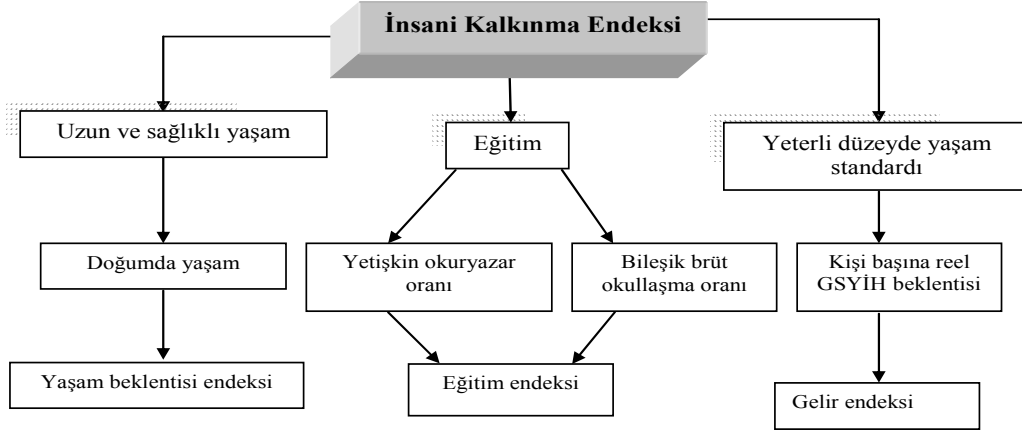 İnsani Kalkınma Endeksi
Uzun ve sağlıklı yaşam
Eğitim
Yeterli düzeyde yaşam
standardı
Doğumda yaşam
Yetişkin okuryazar
oranı
Bileşik brüt
okullaşma oranı
Kişi başına reel
GSYİH beklentisi
Yaşam beklentisi endeksi
Eğitim endeksi
Gelir endeksi